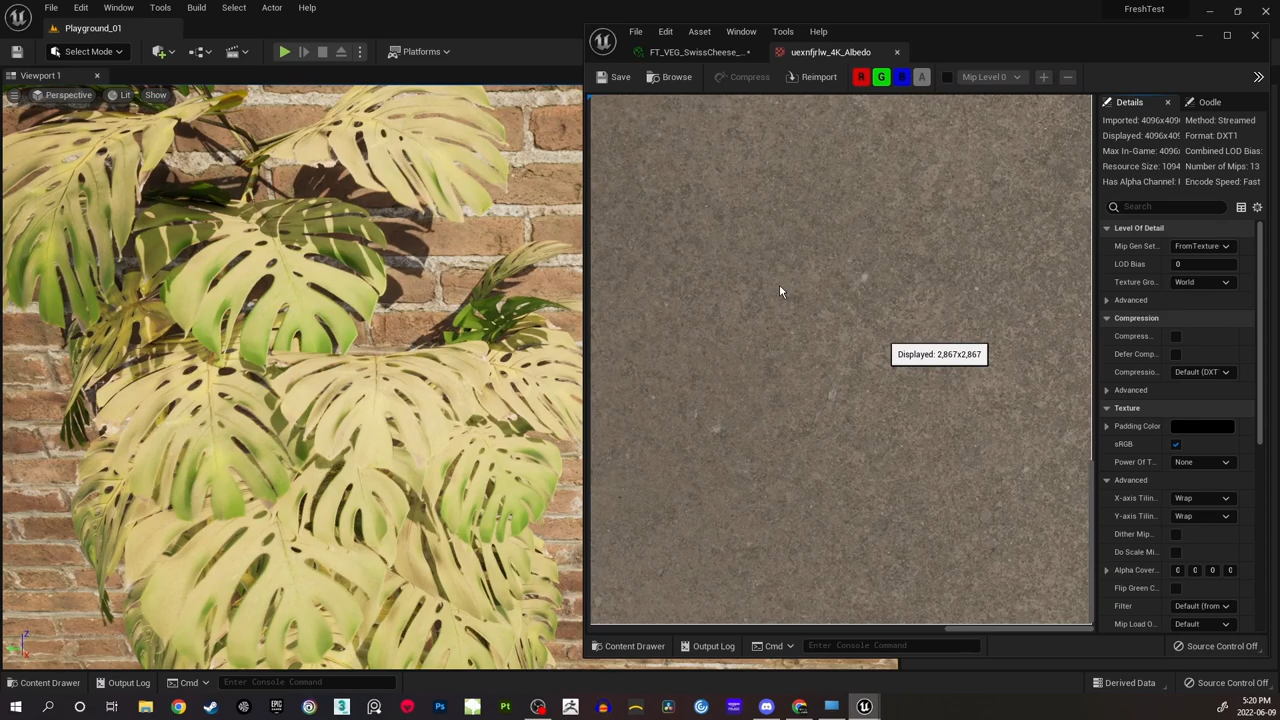 File Edit Window Tools Build Select Actor Help FreshTest
Playground_01
Select Mode Platforms
Viewport 1
Perspective Lit Show
File Edit Asset Window Tools Help
FT_VEG_SwissCheese_...* uexnfjrlw_4K_Albedo
Save Browse Compress Reimport R G B A Mip Level 0
Details Oodle
Imported: 4096x409 Method: Streamed
Displayed: 4096x409 Format: DXT1
Max In-Game: 4096 Combined LOD Bias:
Resource Size: 1094 Number of Mips: 13
Has Alpha Channel: Encode Speed: Fast
Search
Level Of Detail
Mip Gen Set... FromTexture
LOD Bias 0
Texture Gro... World
Advanced
Compression
Compress...
Defer Comp...
Compressio... Default (DXT
Advanced
Texture
Padding Color
sRGB
Power Of T... None
Advanced
X-axis Tilin... Wrap
Y-axis Tilin... Wrap
Dither Mip...
Do Scale Mi...
Alpha Cover... 0 0 0 0
Flip Green C...
Filter Default (from
Mip Load O... Default
Displayed: 2,867x2,867
Content Drawer Output Log Cmd Enter Console Command Source Control Off
Content Drawer Output Log Cmd Enter Console Command Derived Data Source Control Off
5:20 PM
2022-06-09